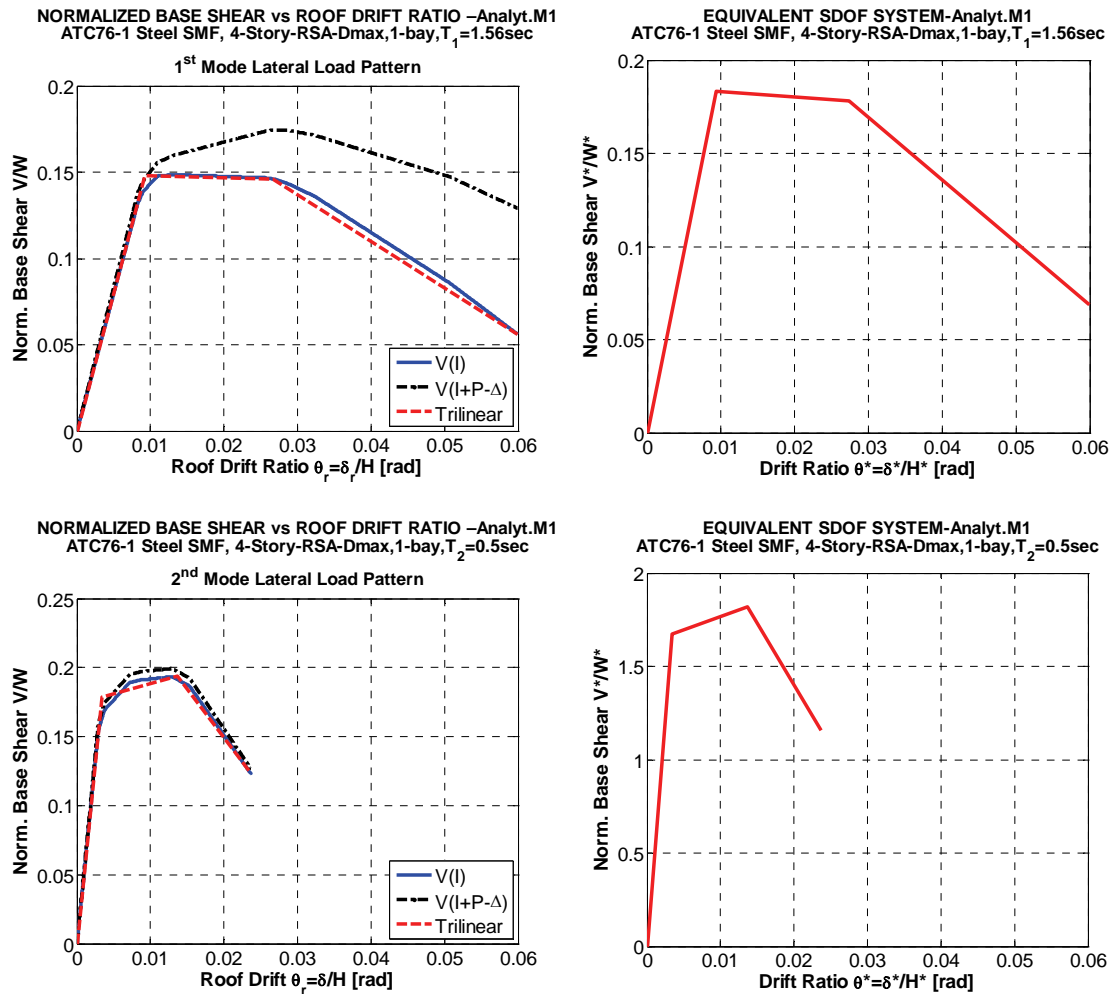 NORMALIZED BASE SHEAR vs ROOF DRIFT RATIO –Analyt.M1
ATC76-1 Steel SMF, 4-Story-RSA-Dmax,1-bay,T1=1.56sec
1st Mode Lateral Load Pattern
0.2
0.15
0.1
0.05
0
Norm. Base Shear V/W
V(I)
V(I+P-Δ)
Trilinear
0 0.01 0.02 0.03 0.04 0.05 0.06
Roof Drift Ratio θr=δr/H [rad]
EQUIVALENT SDOF SYSTEM-Analyt.M1
ATC76-1 Steel SMF, 4-Story-RSA-Dmax,1-bay,T1=1.56sec
0.2
0.15
0.1
0.05
0
Norm. Base Shear V*/W*
0 0.01 0.02 0.03 0.04 0.05 0.06
Drift Ratio θ*=δ*/H* [rad]
NORMALIZED BASE SHEAR vs ROOF DRIFT RATIO –Analyt.M1
ATC76-1 Steel SMF, 4-Story-RSA-Dmax,1-bay,T2=0.5sec
2nd Mode Lateral Load Pattern
0.25
0.2
0.15
0.1
0.05
0
Norm. Base Shear V/W
V(I)
V(I+P-Δ)
Trilinear
0 0.01 0.02 0.03 0.04 0.05 0.06
Roof Drift θr=δ/H [rad]
EQUIVALENT SDOF SYSTEM-Analyt.M1
ATC76-1 Steel SMF, 4-Story-RSA-Dmax,1-bay,T2=0.5sec
2
1.5
1
0.5
0
Norm. Base Shear V*/W*
0 0.01 0.02 0.03 0.04 0.05 0.06
Drift Ratio θ*=δ*/H* [rad]